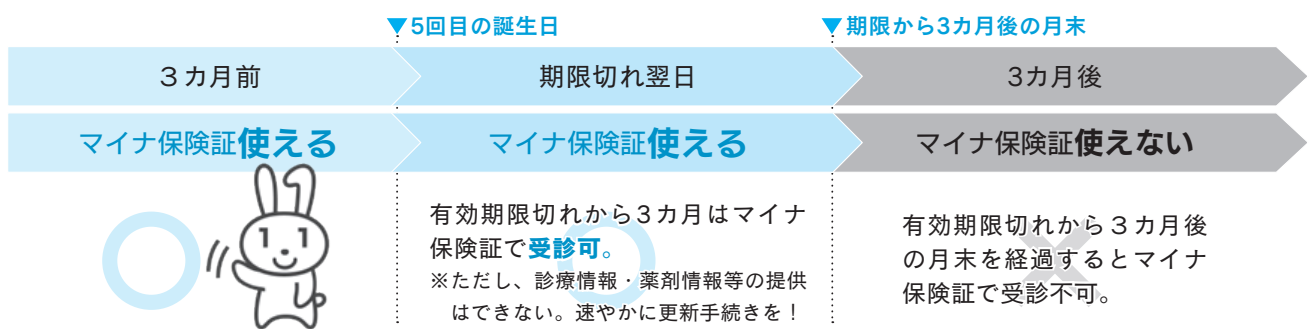 ▼5回目の誕生日
▼期限から3カ月後の月末
３カ月前
期限切れ翌日
3カ月後
マイナ保険証使える
マイナ保険証使える
マイナ保険証使えない
有効期限切れから3カ月はマイナ
保険証で受診可。
※ただし、診療情報・薬剤情報等の提供
はできない。速やかに更新手続きを！
有効期限切れから３カ月後
の月末を経過するとマイナ
保険証で受診不可。